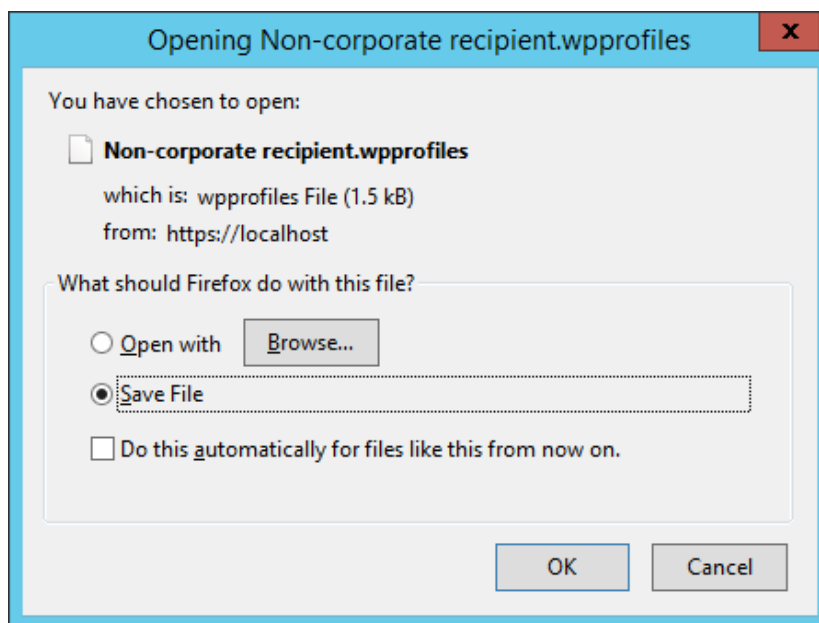 Opening Non-corporate recipient.wpprofiles
x
You have chosen to open:
Non-corporate recipient.wpprofiles
which is: wpprofiles File (1.5 kB)
from: https://localhost
What should Firefox do with this file?
Open with Browse...
Save File
Do this automatically for files like this from now on.
OK Cancel